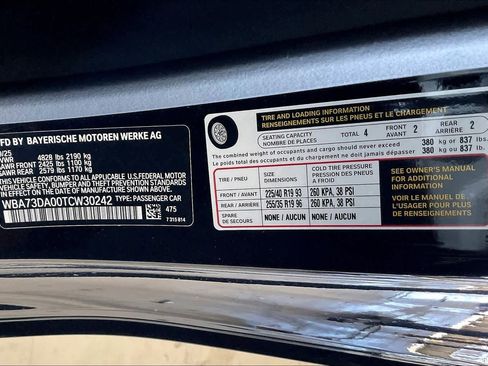 MFD BY BAYERISCHE MOTOREN WERKE AG
/25
VWR 4828 lbs 2190 kg
GAWR FRONT 2425 lbs 1100 kg
GAWR REAR 2579 lbs 1170 kg
THIS VEHICLE CONFORMS TO ALL APPLICABLE U.S.FEDERAL MOTOR
VEHICLE SAFETY, BUMPER, AND THEFT PREVENTION STANDARDS
IN EFFECT ON THE DATE OF MANUFACTURE SHOWN ABOVE.
WBA73DA00TCW30242 TYPE: PASSENGER CAR
475
7 315 814
TIRE AND LOADING INFORMATION
RENSEIGNEMENTS SUR LES PNEUS ET LE CHARGEMENT
SEATING CAPACITY
NOMBRE DE PLACES
TOTAL 4
FRONT AVANT 2
REAR ARRIÈRE 2
The combined weight of occupants and cargo should never exceed 380 kg or 837 lbs.
Le poids total des occupants et du chargement ne doit jamais dépasser 380 kg ou 837 lb.
TIRE / PNEU
SIZE DIMENSIONS
COLD TIRE PRESSURE
PRESSION DES PNEUS À FROID
FRONT / AVANT 225/40 R19 93 260 KPA, 38 PSI
REAR / ARRIÈRE 255/35 R19 96 260 KPA, 38 PSI
SPARE DE SECOURS NONE / AUCUN NONE / AUCUN
SEE OWNER'S MANUAL
FOR ADDITIONAL
INFORMATION
VOIR LE MANUEL DE
L'USAGER POUR PLUS
DE RENSEIGNEMENTS